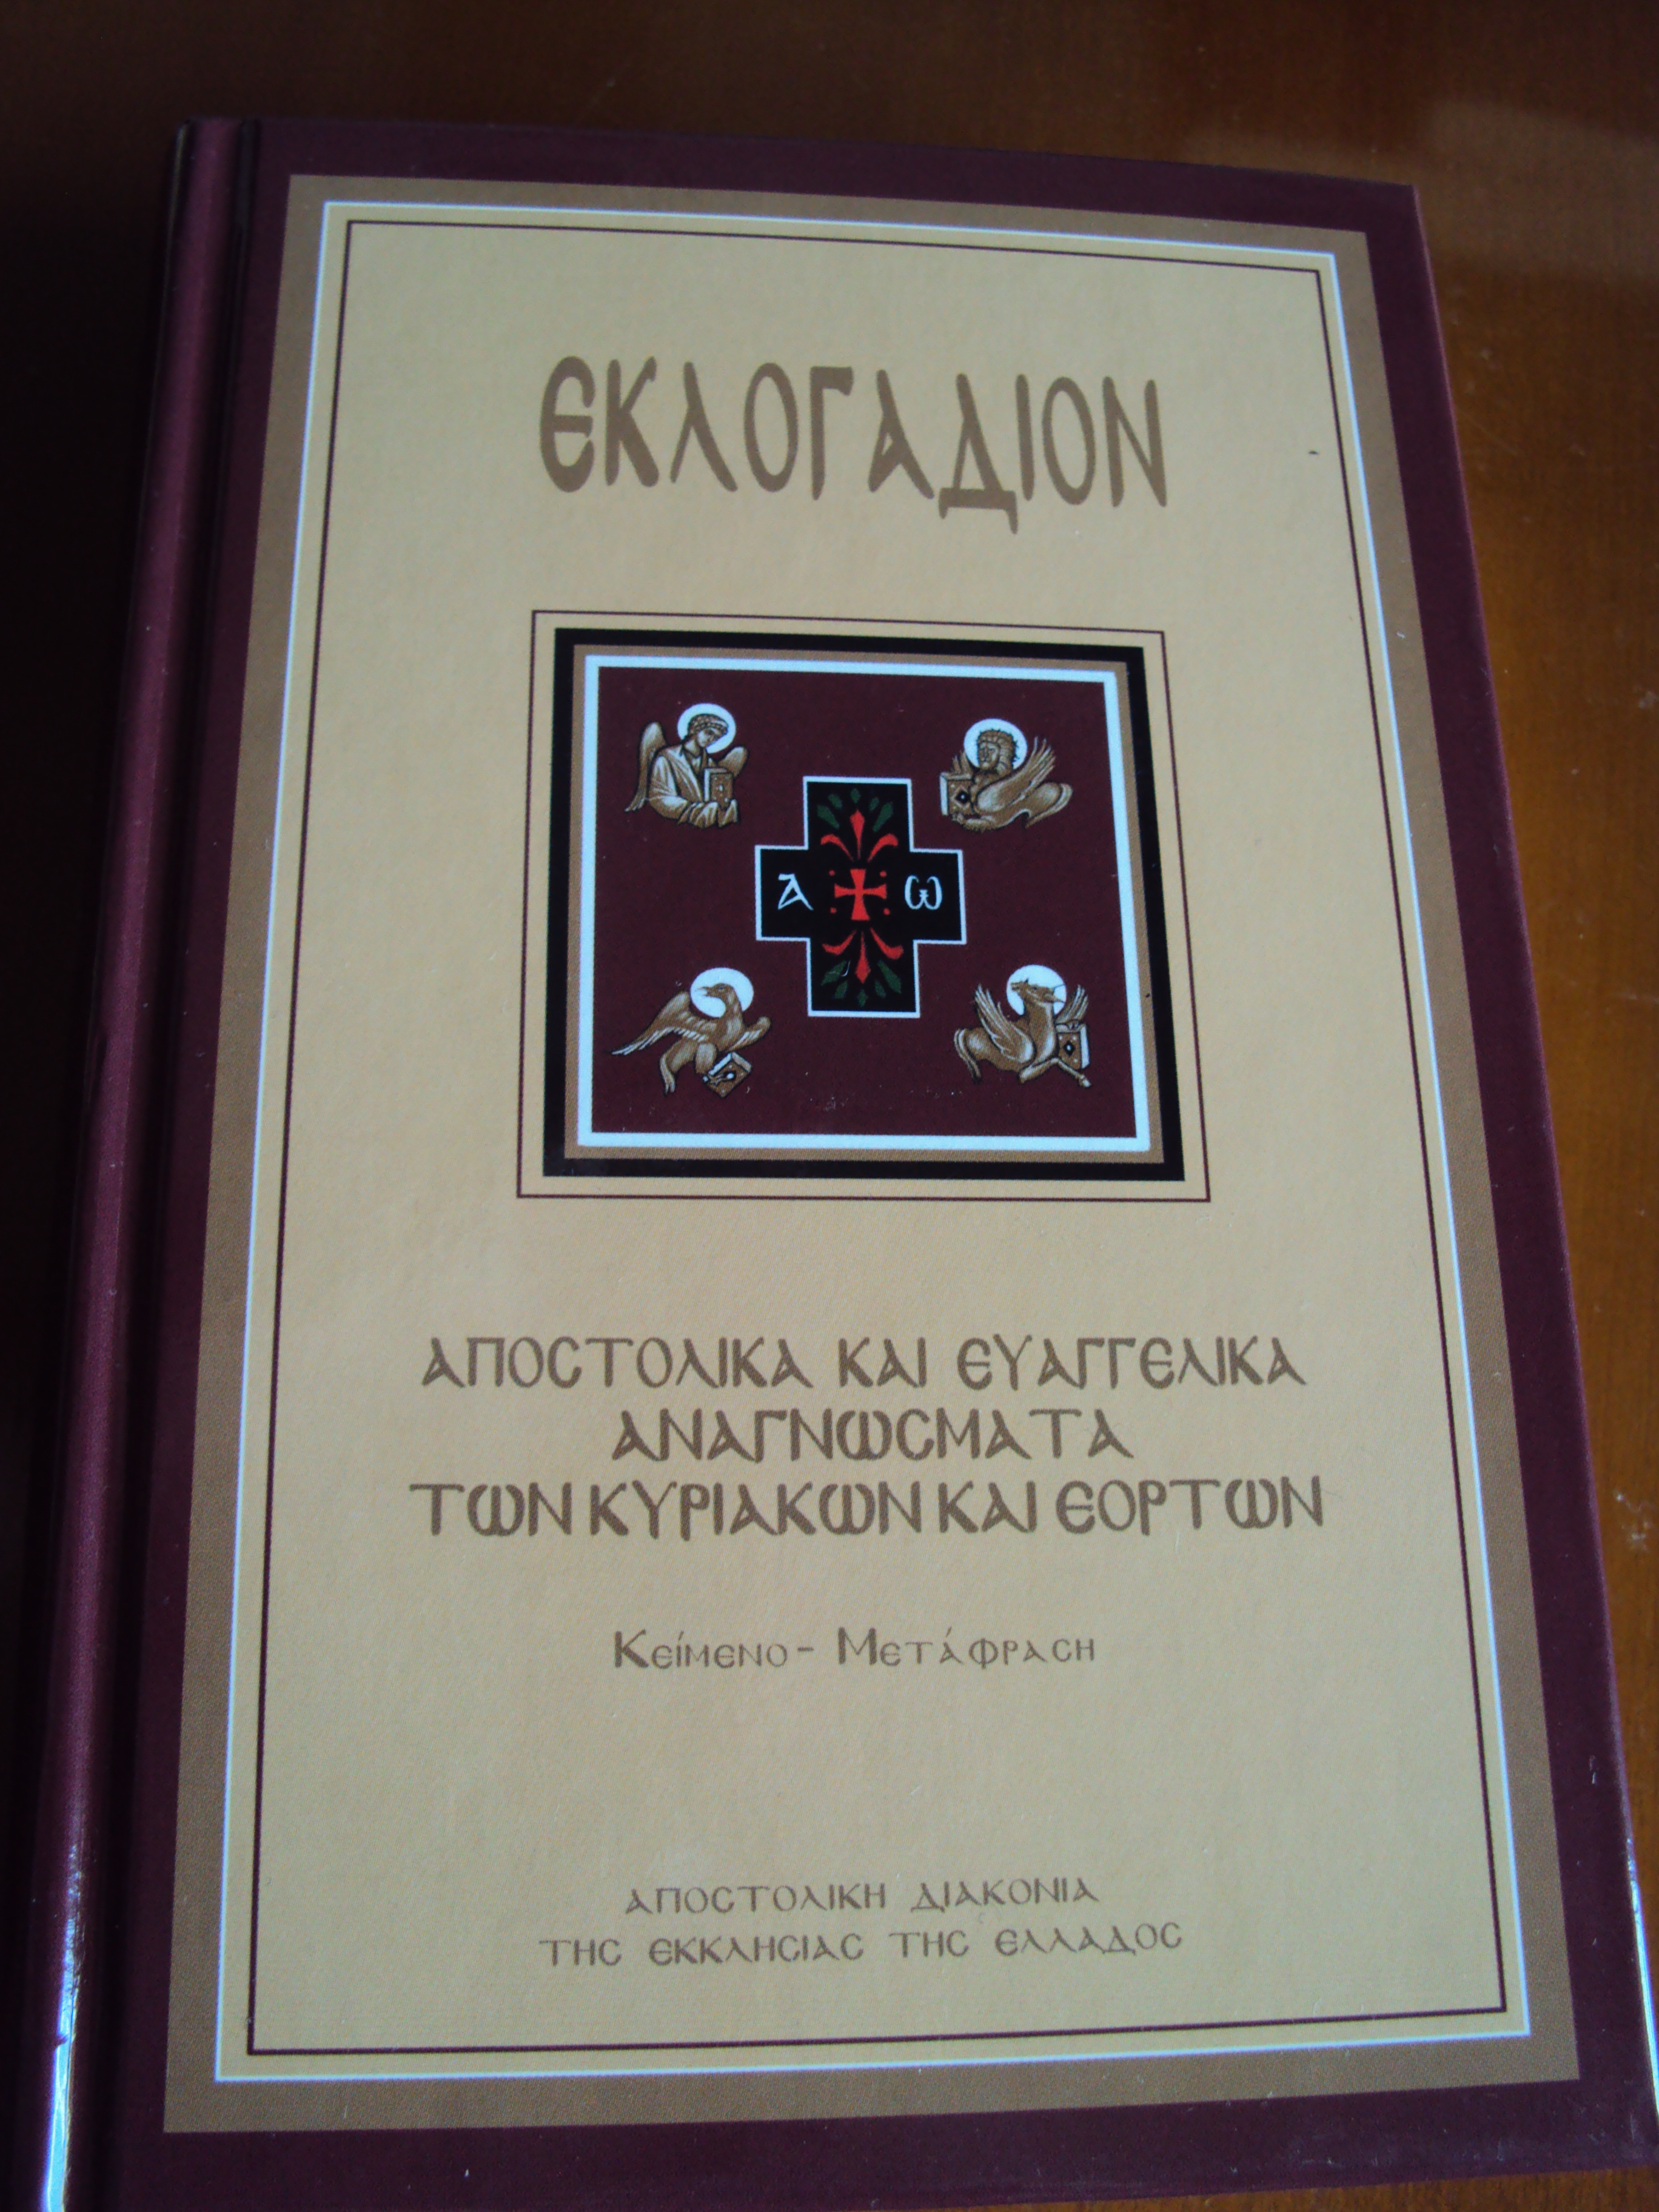 ΕΚΛΟΓΑΔΙΟΝ
Α Ω
ΑΠΟΣΤΟΛΙΚΑ ΚΑΙ ΕΥΑΓΓΕΛΙΚΑ
ΑΝΑΓΝΩΣΜΑΤΑ
ΤΩΝ ΚΥΡΙΑΚΩΝ ΚΑΙ ΕΟΡΤΩΝ
Κείμενο - Μετάφραση
ΑΠΟΣΤΟΛΙΚΗ ΔΙΑΚΟΝΙΑ
ΤΗΣ ΕΚΚΛΗΣΙΑΣ ΤΗΣ ΕΛΛΑΔΟΣ